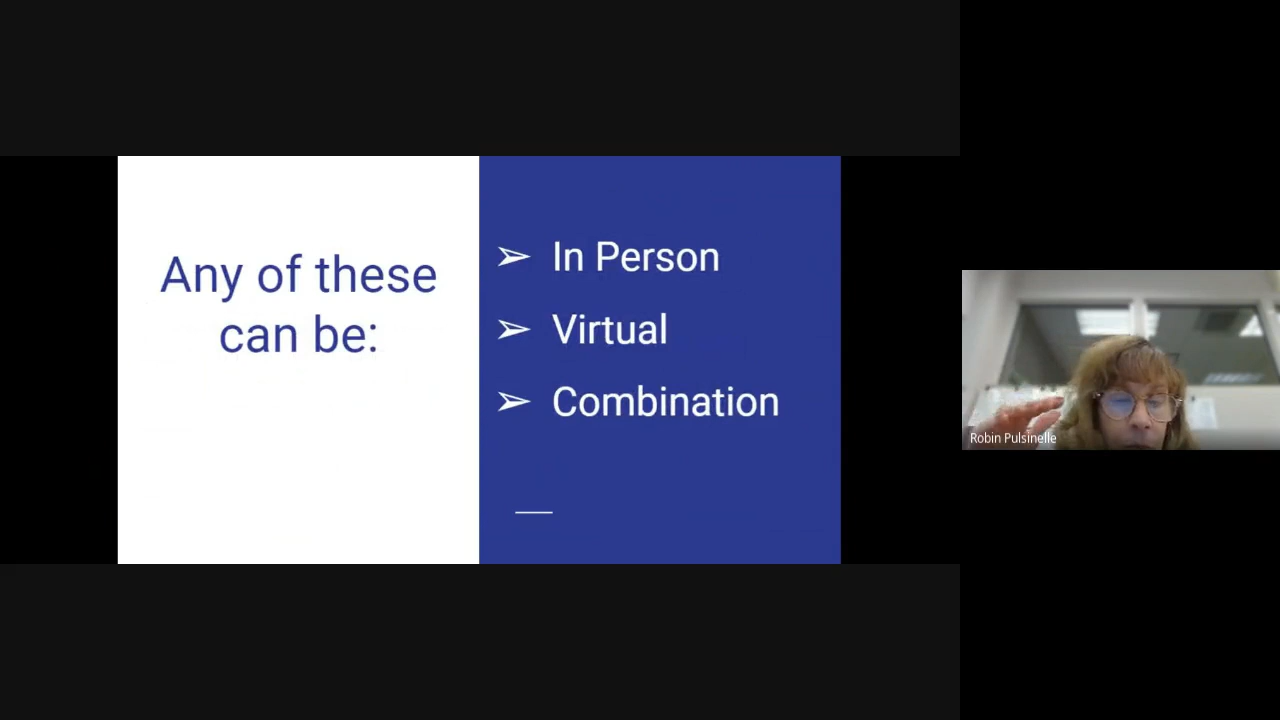 Any of these
can be:
➢ In Person
➢ Virtual
➢ Combination
Robin Pulsinelle